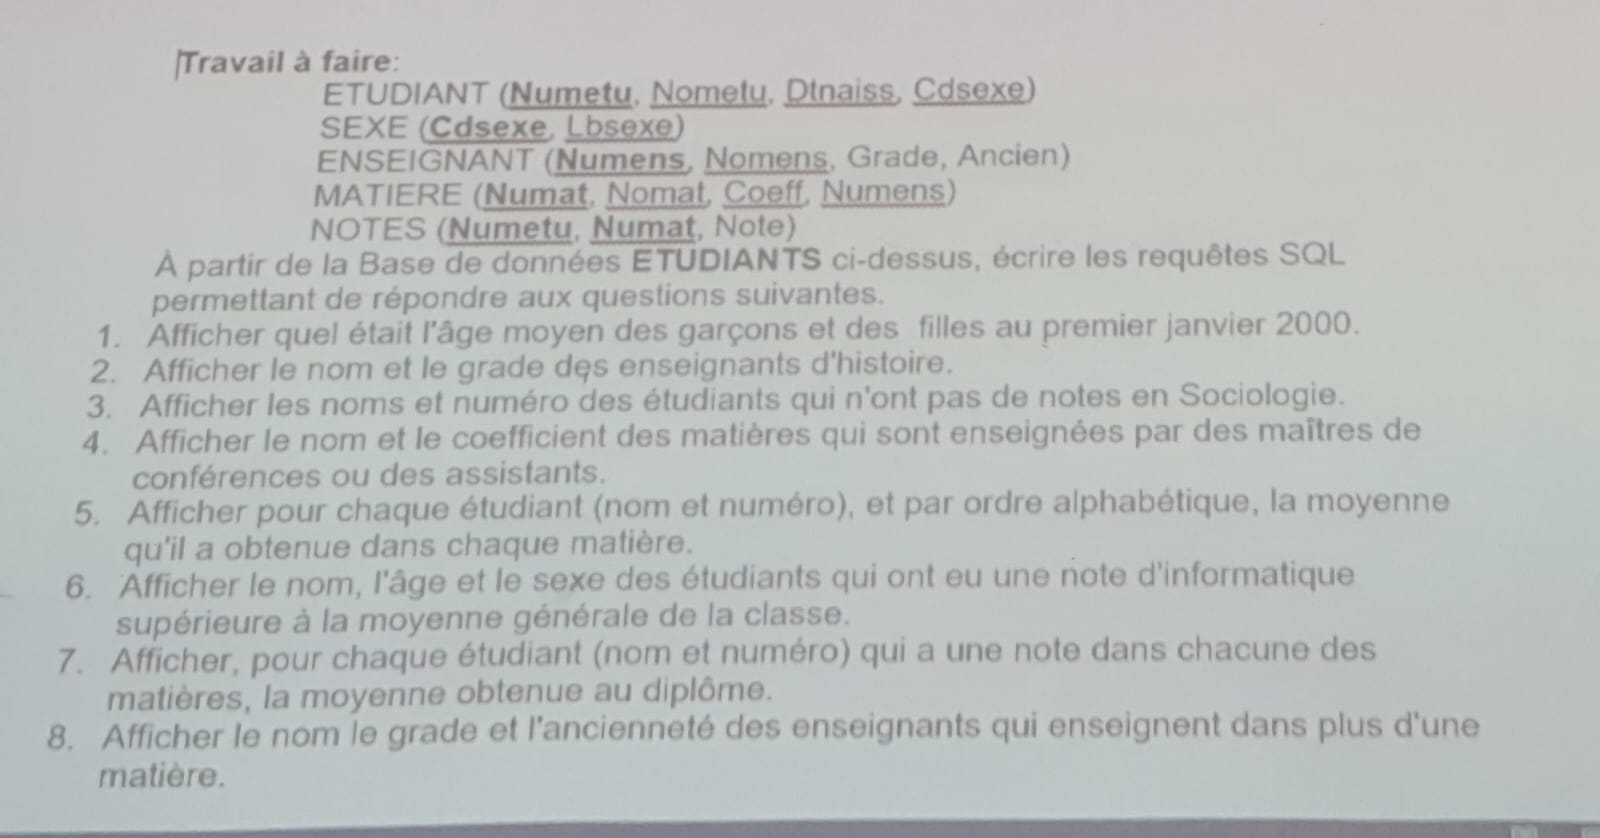 Travail à faire:
ETUDIANT (Numetu, Nometu, Dtnaiss, Cdsexe)
SEXE (Cdsexe, Lbsexe)
ENSEIGNANT (Numens, Nomens, Grade, Ancien)
MATIERE (Numat, Nomat, Coeff, Numens)
NOTES (Numetu, Numat, Note)
À partir de la Base de données ETUDIANTS ci-dessus, écrire les requêtes SQL
permettant de répondre aux questions suivantes.
1. Afficher quel était l'âge moyen des garçons et des filles au premier janvier 2000.
2. Afficher le nom et le grade des enseignants d'histoire.
3. Afficher les noms et numéro des étudiants qui n'ont pas de notes en Sociologie.
4. Afficher le nom et le coefficient des matières qui sont enseignées par des maîtres de
conférences ou des assistants.
5. Afficher pour chaque étudiant (nom et numéro), et par ordre alphabétique, la moyenne
qu'il a obtenue dans chaque matière.
6. Afficher le nom, l'âge et le sexe des étudiants qui ont eu une note d'informatique
supérieure à la moyenne générale de la classe.
7. Afficher, pour chaque étudiant (nom et numéro) qui a une note dans chacune des
matières, la moyenne obtenue au diplôme.
8. Afficher le nom le grade et l'ancienneté des enseignants qui enseignent dans plus d'une
matière.